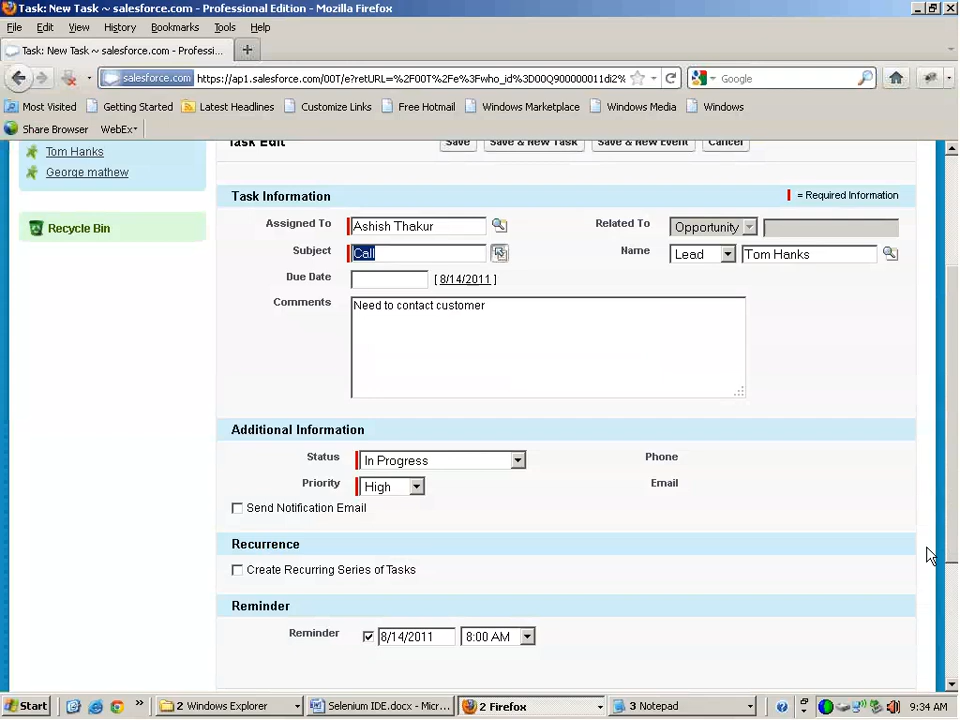 Task: New Task ~ salesforce.com - Professional Edition - Mozilla Firefox
File Edit View History Bookmarks Tools Help
Task: New Task ~ salesforce.com - Professi... +
salesforce.com https://ap1.salesforce.com/00T/e?retURL=%2F00T%2Fe%3Fwho_id%3D00Q900000011di2% Google
Most Visited Getting Started Latest Headlines Customize Links Free Hotmail Windows Marketplace Windows Media Windows
Share Browser WebEx
Tom Hanks
George mathew
Recycle Bin
Task Edit Save Save & New Task Save & New Event Cancel
Task Information = Required Information
Assigned To Ashish Thakur Related To Opportunity
Subject Call Name Lead Tom Hanks
Due Date [ 8/14/2011 ]
Comments Need to contact customer
Additional Information
Status In Progress Phone
Priority High Email
Send Notification Email
Recurrence
Create Recurring Series of Tasks
Reminder
Reminder 8/14/2011 8:00 AM
Start » 2 Windows Explorer Selenium IDE.docx - Mic... 2 Firefox 3 Notepad 9:34 AM